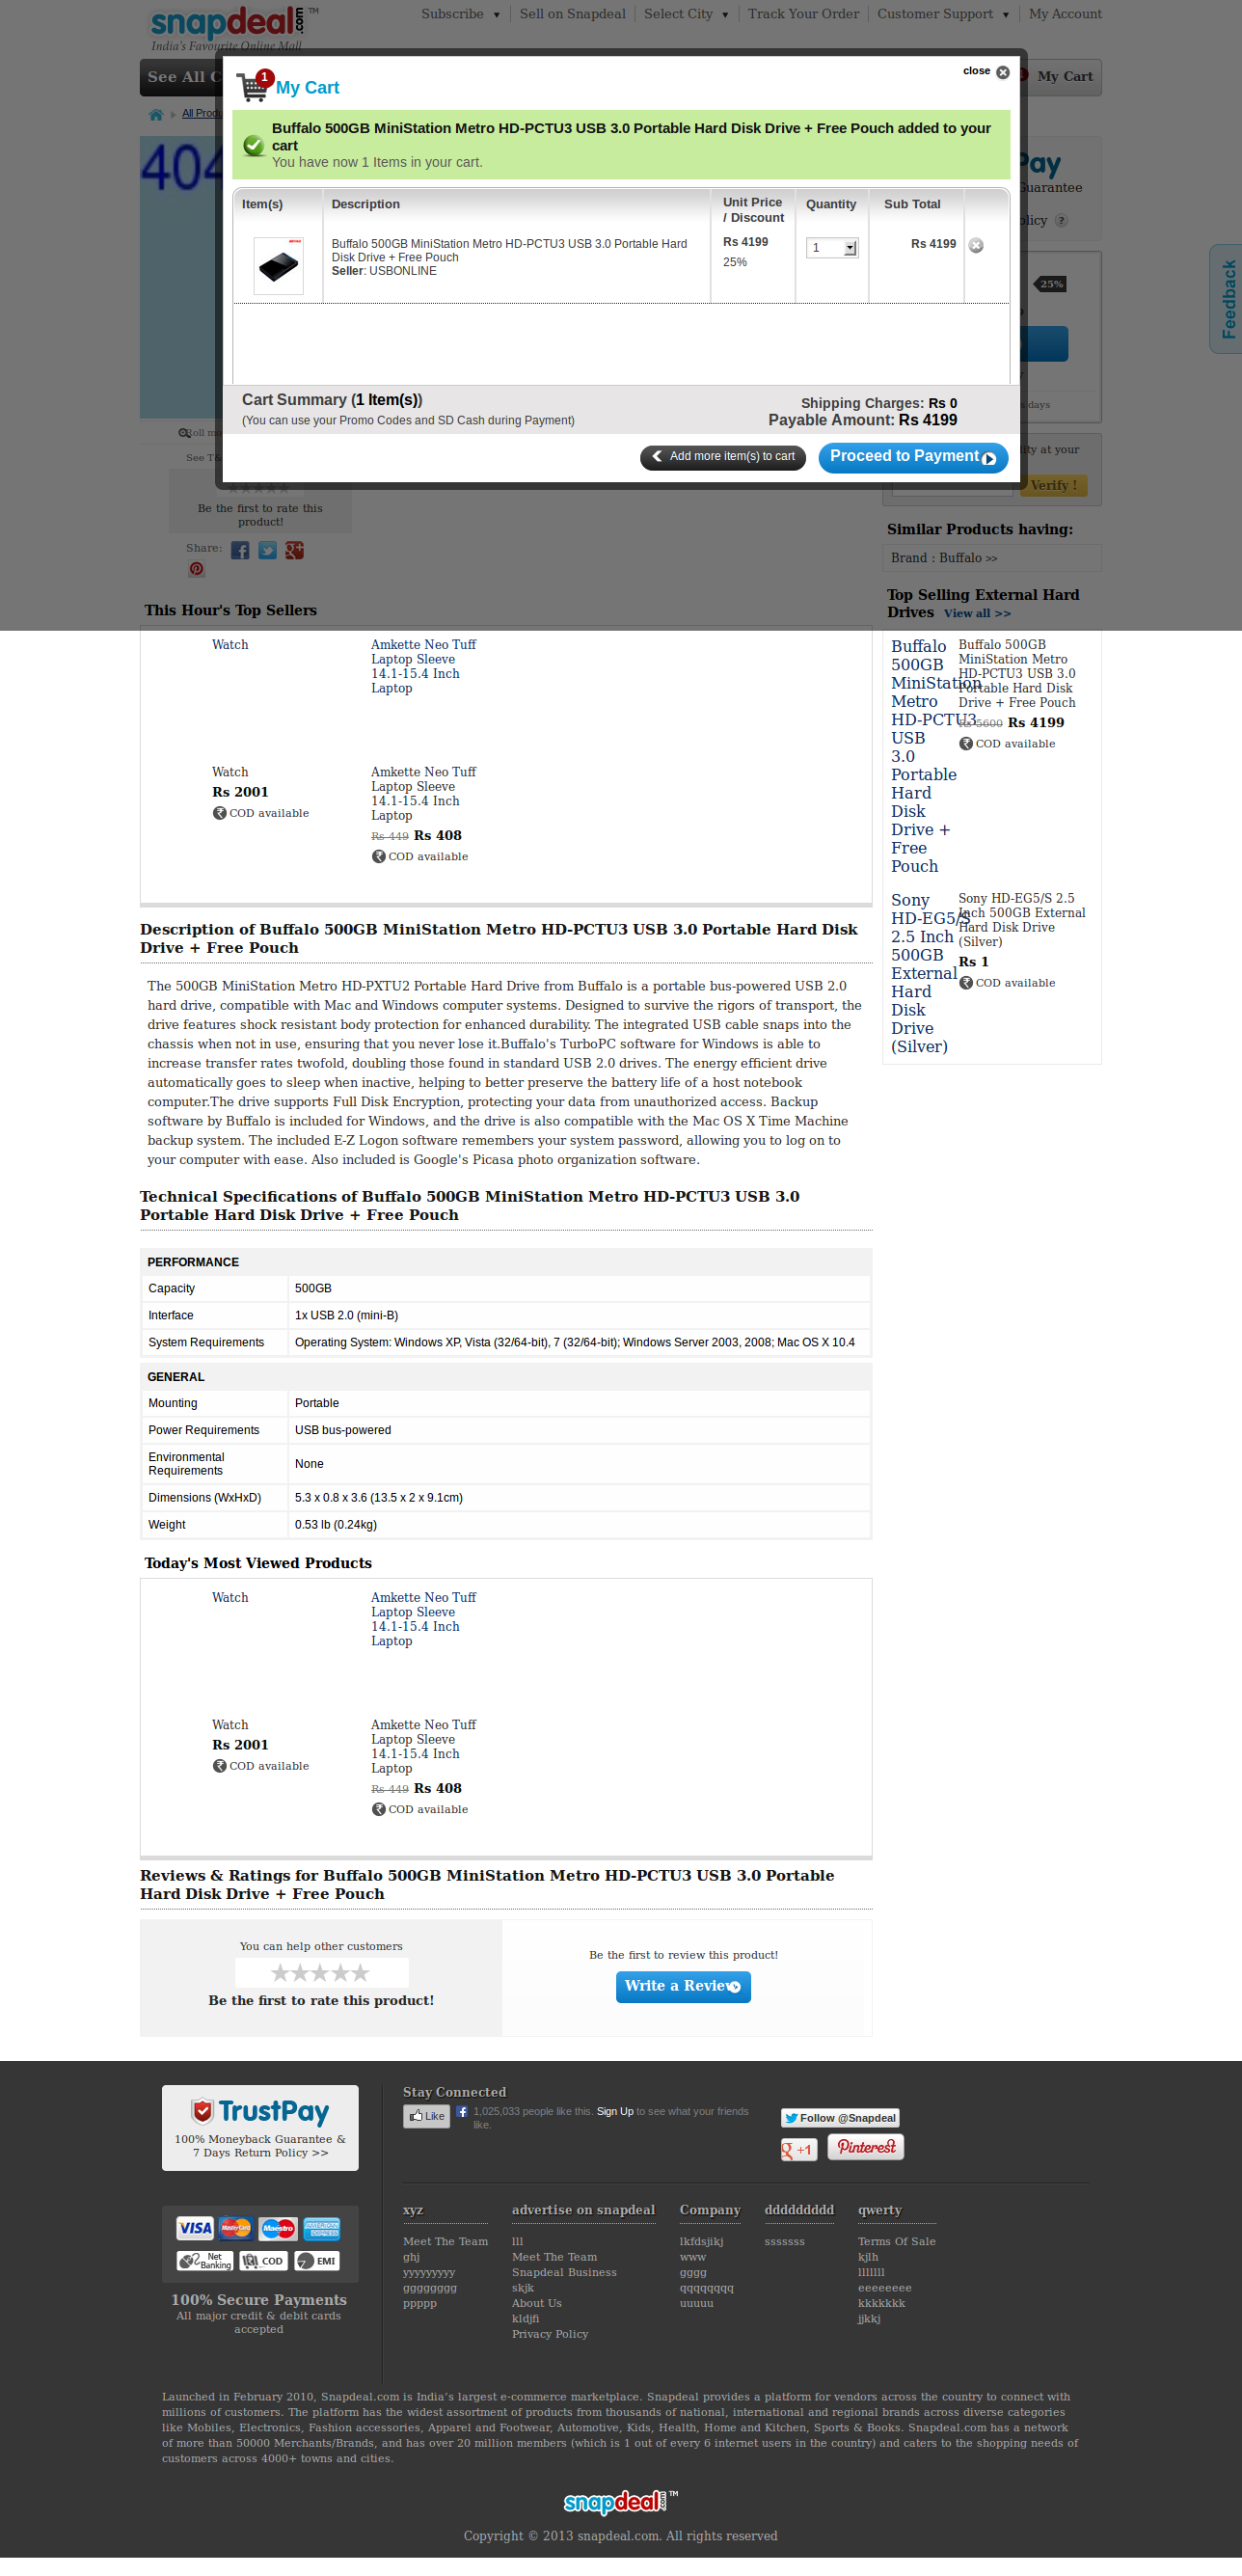 snapdeal.com™
India's Favourite Online Mall
Subscribe ▼ Sell on Snapdeal Select City ▼ Track Your Order Customer Support ▼ My Account
See All
My Cart
close
1
My Cart
Buffalo 500GB MiniStation Metro HD-PCTU3 USB 3.0 Portable Hard Disk Drive + Free Pouch added to your
cart
You have now 1 Items in your cart.
Item(s) Description Unit Price
/ Discount Quantity Sub Total
Buffalo 500GB MiniStation Metro HD-PCTU3 USB 3.0 Portable Hard
Disk Drive + Free Pouch
Seller: USBONLINE
Rs 4199
25%
1
Rs 4199
Cart Summary (1 Item(s))
(You can use your Promo Codes and SD Cash during Payment)
Shipping Charges: Rs 0
Payable Amount: Rs 4199
Add more item(s) to cart
Proceed to Payment
404
Pay
Guarantee
olicy ?
25%
Feedback
days
ity at your
Verify !
See T&
Be the first to rate this
product!
Share:
Similar Products having:
Brand : Buffalo >>
Top Selling External Hard
Drives View all >>
This Hour's Top Sellers
Watch
Amkette Neo Tuff
Laptop Sleeve
14.1-15.4 Inch
Laptop
Watch
Rs 2001
COD available
Amkette Neo Tuff
Laptop Sleeve
14.1-15.4 Inch
Laptop
Rs 449 Rs 408
COD available
Buffalo
500GB
MiniStation
Metro
HD-PCTU3
USB
3.0
Portable
Hard
Disk
Drive +
Free
Pouch
Buffalo 500GB
MiniStation Metro
HD-PCTU3 USB 3.0
Portable Hard Disk
Drive + Free Pouch
Rs 5600 Rs 4199
COD available
Sony
HD-EG5/S
2.5 Inch
500GB
External
Hard
Disk
Drive
(Silver)
Sony HD-EG5/S 2.5
Inch 500GB External
Hard Disk Drive
(Silver)
Rs 1
COD available
Description of Buffalo 500GB MiniStation Metro HD-PCTU3 USB 3.0 Portable Hard Disk
Drive + Free Pouch
The 500GB MiniStation Metro HD-PXTU2 Portable Hard Drive from Buffalo is a portable bus-powered USB 2.0
hard drive, compatible with Mac and Windows computer systems. Designed to survive the rigors of transport, the
drive features shock resistant body protection for enhanced durability. The integrated USB cable snaps into the
chassis when not in use, ensuring that you never lose it.Buffalo's TurboPC software for Windows is able to
increase transfer rates twofold, doubling those found in standard USB 2.0 drives. The energy efficient drive
automatically goes to sleep when inactive, helping to better preserve the battery life of a host notebook
computer.The drive supports Full Disk Encryption, protecting your data from unauthorized access. Backup
software by Buffalo is included for Windows, and the drive is also compatible with the Mac OS X Time Machine
backup system. The included E-Z Logon software remembers your system password, allowing you to log on to
your computer with ease. Also included is Google's Picasa photo organization software.
Technical Specifications of Buffalo 500GB MiniStation Metro HD-PCTU3 USB 3.0
Portable Hard Disk Drive + Free Pouch
PERFORMANCE
Capacity 500GB
Interface 1x USB 2.0 (mini-B)
System Requirements Operating System: Windows XP, Vista (32/64-bit), 7 (32/64-bit); Windows Server 2003, 2008; Mac OS X 10.4
GENERAL
Mounting Portable
Power Requirements USB bus-powered
Environmental
Requirements None
Dimensions (WxHxD) 5.3 x 0.8 x 3.6 (13.5 x 2 x 9.1cm)
Weight 0.53 lb (0.24kg)
Today's Most Viewed Products
Watch
Amkette Neo Tuff
Laptop Sleeve
14.1-15.4 Inch
Laptop
Watch
Rs 2001
COD available
Amkette Neo Tuff
Laptop Sleeve
14.1-15.4 Inch
Laptop
Rs 449 Rs 408
COD available
Reviews & Ratings for Buffalo 500GB MiniStation Metro HD-PCTU3 USB 3.0 Portable
Hard Disk Drive + Free Pouch
You can help other customers
Be the first to rate this product!
Be the first to review this product!
Write a Review
TrustPay
100% Moneyback Guarantee &
7 Days Return Policy >>
VISA MasterCard Maestro AMERICAN EXPRESS
Net Banking COD EMI
100% Secure Payments
All major credit & debit cards
accepted
Stay Connected
Like
1,025,033 people like this. Sign Up to see what your friends
like.
Follow @Snapdeal
g +1 Pinterest
xyz
Meet The Team
ghj
yyyyyyyyy
gggggggg
ppppp
advertise on snapdeal
lll
Meet The Team
Snapdeal Business
skjk
About Us
kldjfi
Privacy Policy
Company
lkfdsjikj
www
gggg
qqqqqqqq
uuuuu
ddddddddd
sssssss
qwerty
Terms Of Sale
kjlh
lllllll
eeeeeeee
kkkkkkk
jjkkj
Launched in February 2010, Snapdeal.com is India's largest e-commerce marketplace. Snapdeal provides a platform for vendors across the country to connect with
millions of customers. The platform has the widest assortment of products from thousands of national, international and regional brands across diverse categories
like Mobiles, Electronics, Fashion accessories, Apparel and Footwear, Automotive, Kids, Health, Home and Kitchen, Sports & Books. Snapdeal.com has a network
of more than 50000 Merchants/Brands, and has over 20 million members (which is 1 out of every 6 internet users in the country) and caters to the shopping needs of
customers across 4000+ towns and cities.
snapdeal.com™
Copyright © 2013 snapdeal.com. All rights reserved